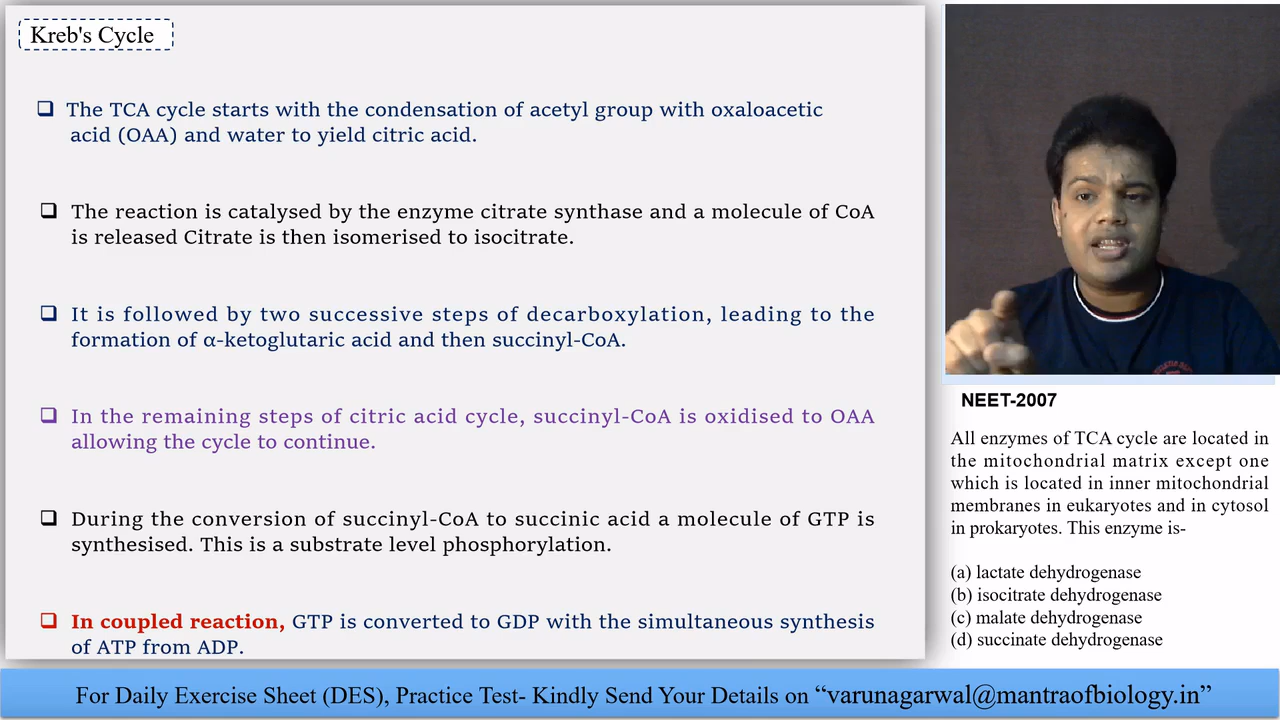 Kreb's Cycle
❑ The TCA cycle starts with the condensation of acetyl group with oxaloacetic
acid (OAA) and water to yield citric acid.
❑ The reaction is catalysed by the enzyme citrate synthase and a molecule of CoA
is released Citrate is then isomerised to isocitrate.
❑ It is followed by two successive steps of decarboxylation, leading to the
formation of α-ketoglutaric acid and then succinyl-CoA.
❑ In the remaining steps of citric acid cycle, succinyl-CoA is oxidised to OAA
allowing the cycle to continue.
❑ During the conversion of succinyl-CoA to succinic acid a molecule of GTP is
synthesised. This is a substrate level phosphorylation.
❑ In coupled reaction, GTP is converted to GDP with the simultaneous synthesis
of ATP from ADP.
NEET-2007
All enzymes of TCA cycle are located in
the mitochondrial matrix except one
which is located in inner mitochondrial
membranes in eukaryotes and in cytosol
in prokaryotes. This enzyme is-
(a) lactate dehydrogenase
(b) isocitrate dehydrogenase
(c) malate dehydrogenase
(d) succinate dehydrogenase
For Daily Exercise Sheet (DES), Practice Test- Kindly Send Your Details on “varunagarwal@mantraofbiology.in”